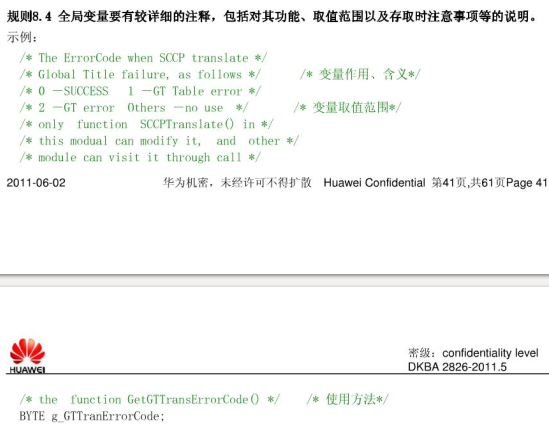 规则8.4 全局变量要有较详细的注释，包括对其功能、取值范围以及存取时注意事项等的说明。
示例：
/* The ErrorCode when SCCP translate */
/* Global Title failure, as follows */ /* 变量作用、含义*/
/* 0 －SUCCESS 1 －GT Table error */
/* 2 －GT error Others －no use */ /* 变量取值范围*/
/* only function SCCPTranslate() in */
/* this modual can modify it, and other */
/* module can visit it through call */
2011-06-02 华为机密，未经许可不得扩散 Huawei Confidential 第41页,共61页Page 41
HUAWEI
密级：confidentiality level
DKBA 2826-2011.5
/* the function GetGTTransErrorCode() */ /* 使用方法*/
BYTE g_GTTranErrorCode;